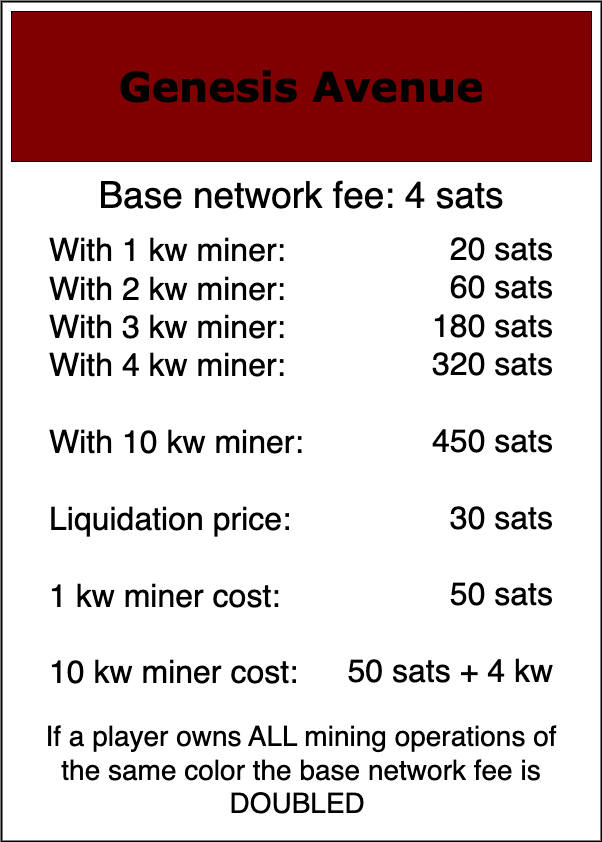 Genesis Avenue
Base network fee: 4 sats
With 1 kw miner: 20 sats
With 2 kw miner: 60 sats
With 3 kw miner: 180 sats
With 4 kw miner: 320 sats
With 10 kw miner: 450 sats
Liquidation price: 30 sats
1 kw miner cost: 50 sats
10 kw miner cost: 50 sats + 4 kw
If a player owns ALL mining operations of
the same color the base network fee is
DOUBLED